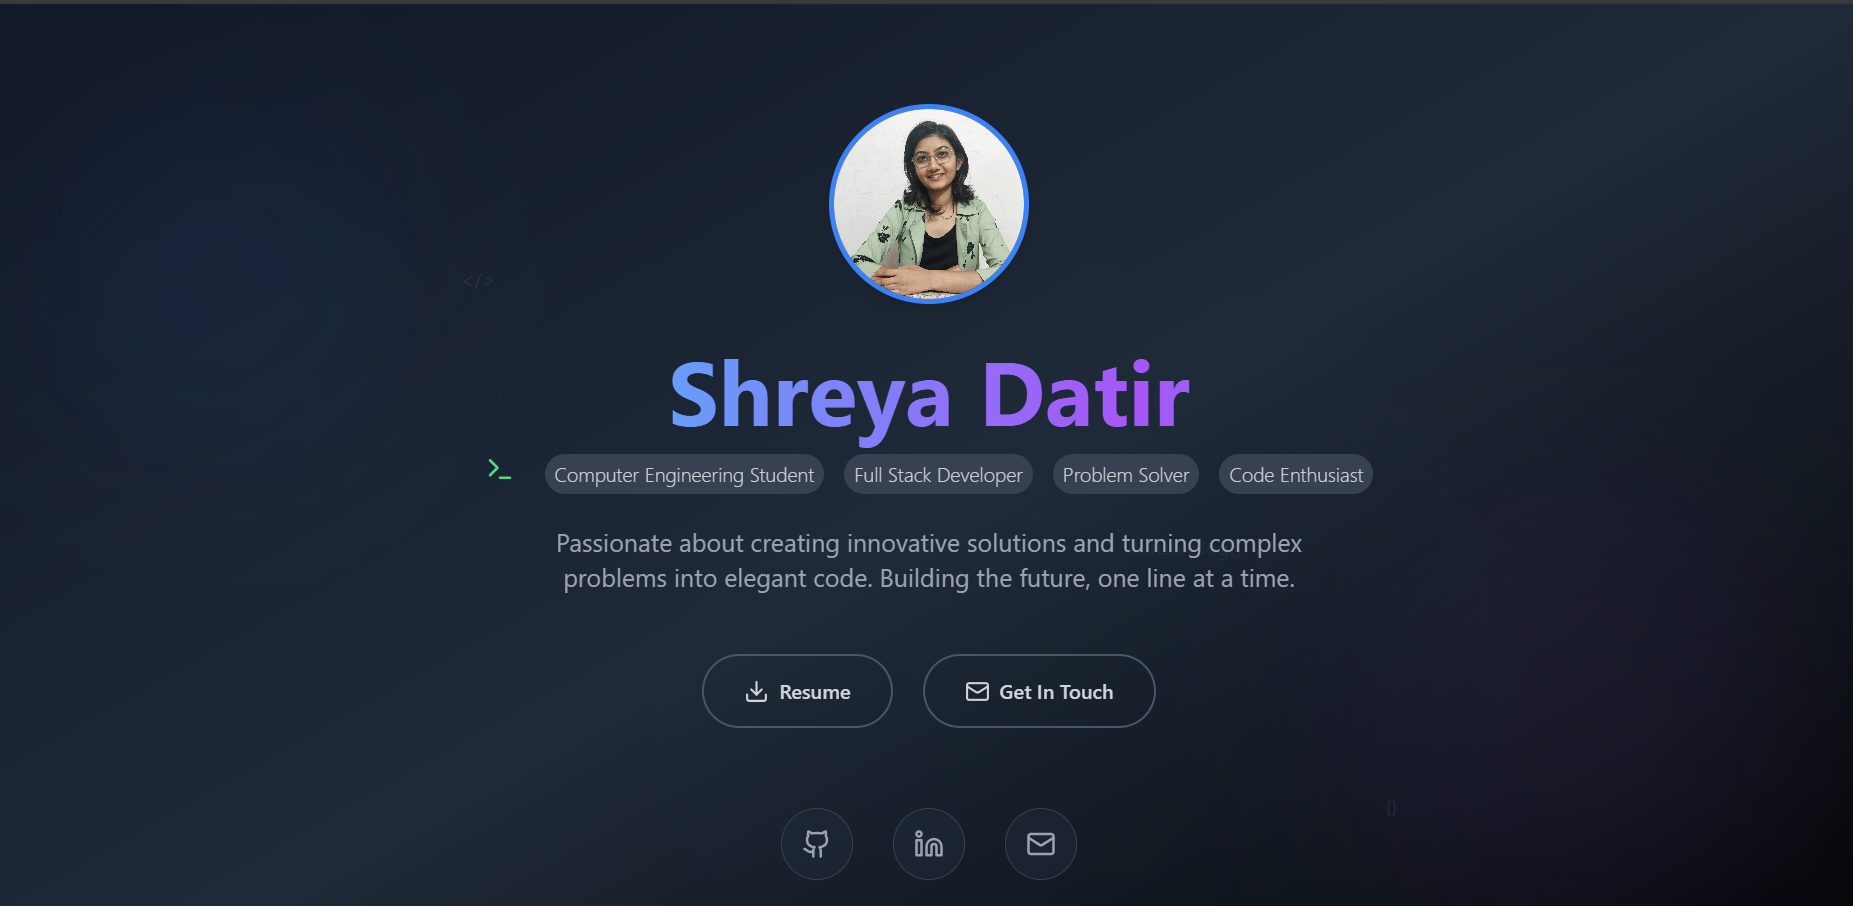 </>
Shreya Datir
>_ Computer Engineering Student Full Stack Developer Problem Solver Code Enthusiast
Passionate about creating innovative solutions and turning complex
problems into elegant code. Building the future, one line at a time.
Resume Get In Touch
{}
in